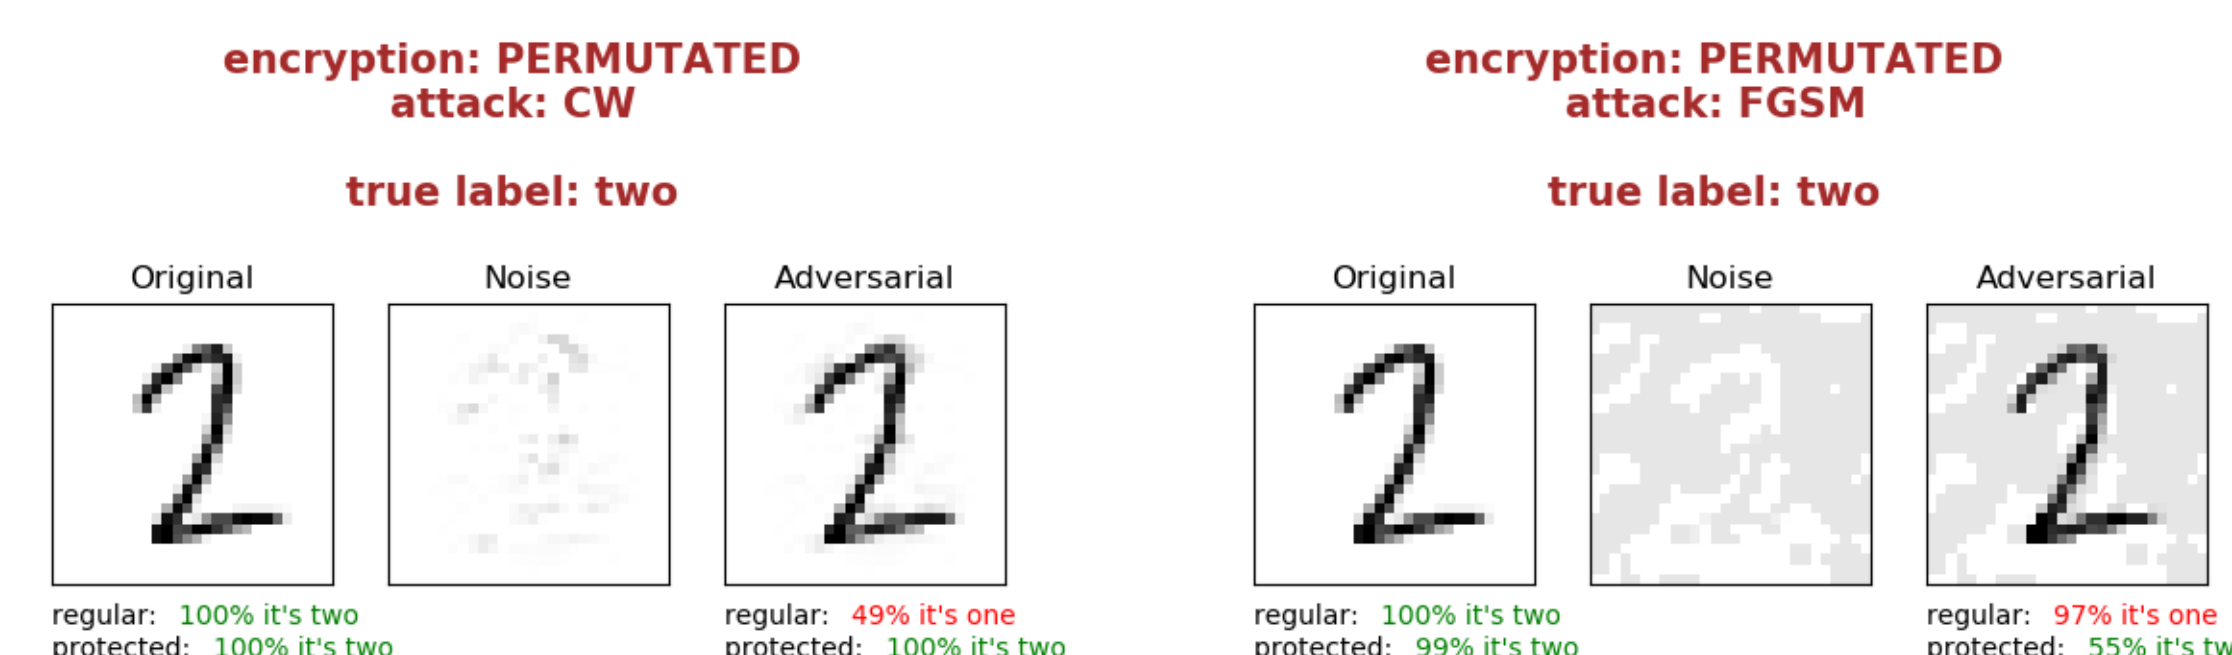 encryption: PERMUTATED
attack: CW
true label: two
Original Noise Adversarial
regular: 100% it's two
protected: 100% it's two
regular: 49% it's one
protected: 100% it's two
encryption: PERMUTATED
attack: FGSM
true label: two
Original Noise Adversarial
regular: 100% it's two
protected: 99% it's two
regular: 97% it's one
protected: 55% it's